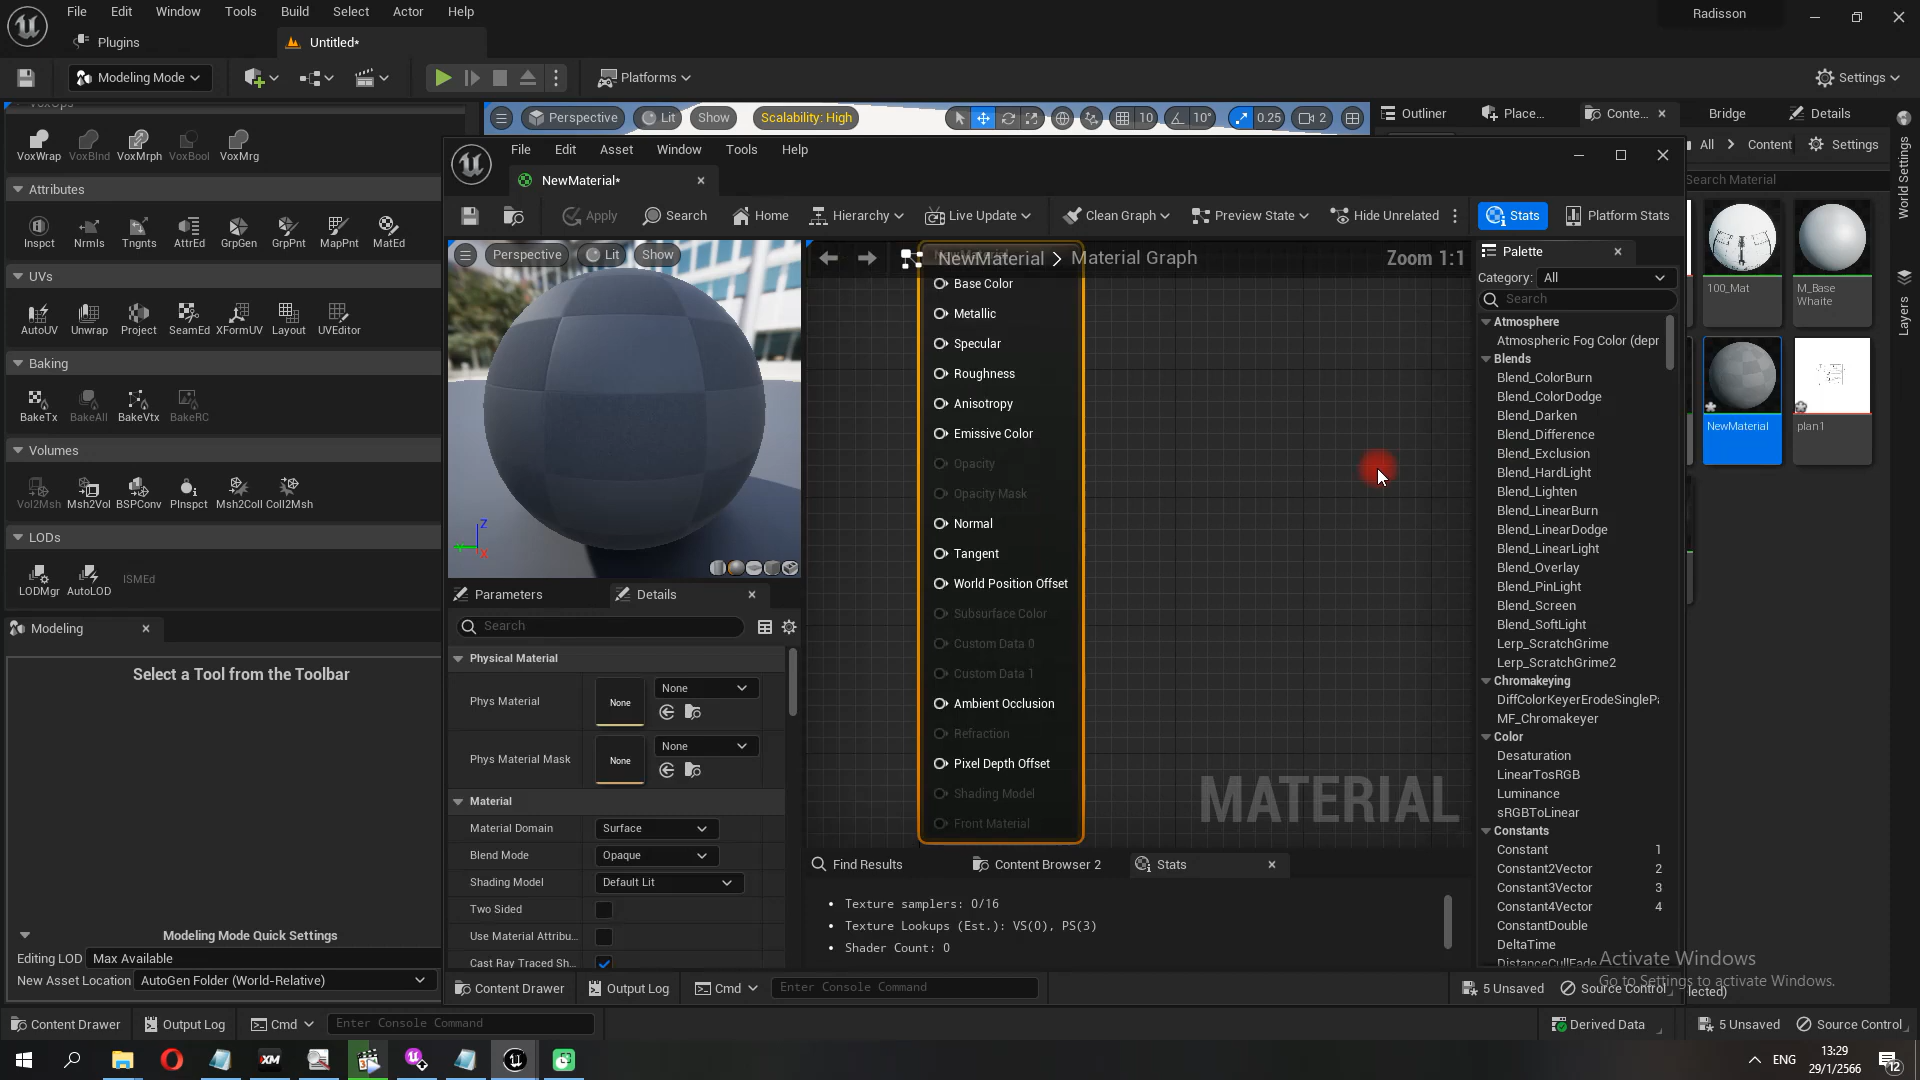 File Edit Window Tools Build Select Actor Help
Radisson
Plugins
Untitled*
Modeling Mode
Platforms
Settings
VoxWrap VoxBlnd VoxMrph VoxBool VoxMrg
Attributes
Inspct Nrmls Tngnts AttrEd GrpGen GrpPnt MapPnt MatEd
UVs
AutoUV Unwrap Project SeamEd XFormUV Layout UVEditor
Baking
BakeTx BakeAll BakeVtx BakeRC
Volumes
Vol2Msh Msh2Vol BSPConv PInspct Msh2Coll Coll2Msh
LODs
LODMgr AutoLOD ISMEd
Modeling
Select a Tool from the Toolbar
Modeling Mode Quick Settings
Editing LOD Max Available
New Asset Location AutoGen Folder (World-Relative)
Perspective Lit Show Scalability: High 10 10° 0.25 2
Outliner Place... Conte... Bridge Details
All Content Settings
Search Material
World Settings
Layers
100_Mat
M_Base
Whaite
NewMaterial
plan1
File Edit Asset Window Tools Help
NewMaterial*
Apply Search Home Hierarchy Live Update Clean Graph Preview State Hide Unrelated Stats Platform Stats
Perspective Lit Show
Z
X
NewMaterial Material Graph Zoom 1:1
Base Color
Metallic
Specular
Roughness
Anisotropy
Emissive Color
Opacity
Opacity Mask
Normal
Tangent
World Position Offset
Subsurface Color
Custom Data 0
Custom Data 1
Ambient Occlusion
Refraction
Pixel Depth Offset
Shading Model
Front Material
MATERIAL
Parameters Details
Search
Physical Material
Phys Material None None
Phys Material Mask None None
Material
Material Domain Surface
Blend Mode Opaque
Shading Model Default Lit
Two Sided
Use Material Attribu...
Cast Ray Traced Sh...
Find Results Content Browser 2 Stats
Texture samplers: 0/16
Texture Lookups (Est.): VS(0), PS(3)
Shader Count: 0
Palette
Category: All
Search
Atmosphere
Atmospheric Fog Color (depr
Blends
Blend_ColorBurn
Blend_ColorDodge
Blend_Darken
Blend_Difference
Blend_Exclusion
Blend_HardLight
Blend_Lighten
Blend_LinearBurn
Blend_LinearDodge
Blend_LinearLight
Blend_Overlay
Blend_PinLight
Blend_Screen
Blend_SoftLight
Lerp_ScratchGrime
Lerp_ScratchGrime2
Chromakeying
DiffColorKeyerErodeSinglePa
MF_Chromakeyer
Color
Desaturation
LinearTosRGB
Luminance
sRGBToLinear
Constants
Constant 1
Constant2Vector 2
Constant3Vector 3
Constant4Vector 4
ConstantDouble
DeltaTime
DistanceCullFade
Activate Windows
Go to Settings to activate Windows.
Content Drawer Output Log Cmd Enter Console Command 5 Unsaved Source Control
lected)
Content Drawer Output Log Cmd Enter Console Command Derived Data 5 Unsaved Source Control
XM
ENG
13:29
29/1/2566
12